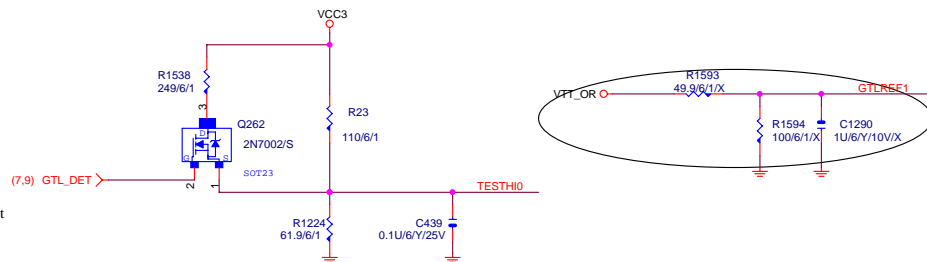 VCC3
R1538
249/6/1
3
Q262
D
2N7002/S
G
S
SOT23
R23
110/6/1
(7,9) GTL_DET
2
1
TESTHI0
t
R1224
61.9/6/1
C439
0.1U/6/Y/25V
VTT_OR
R1593
49.9/6/1/X
GTLREF1
R1594
100/6/1/X
C1290
1U/6/Y/10V/X